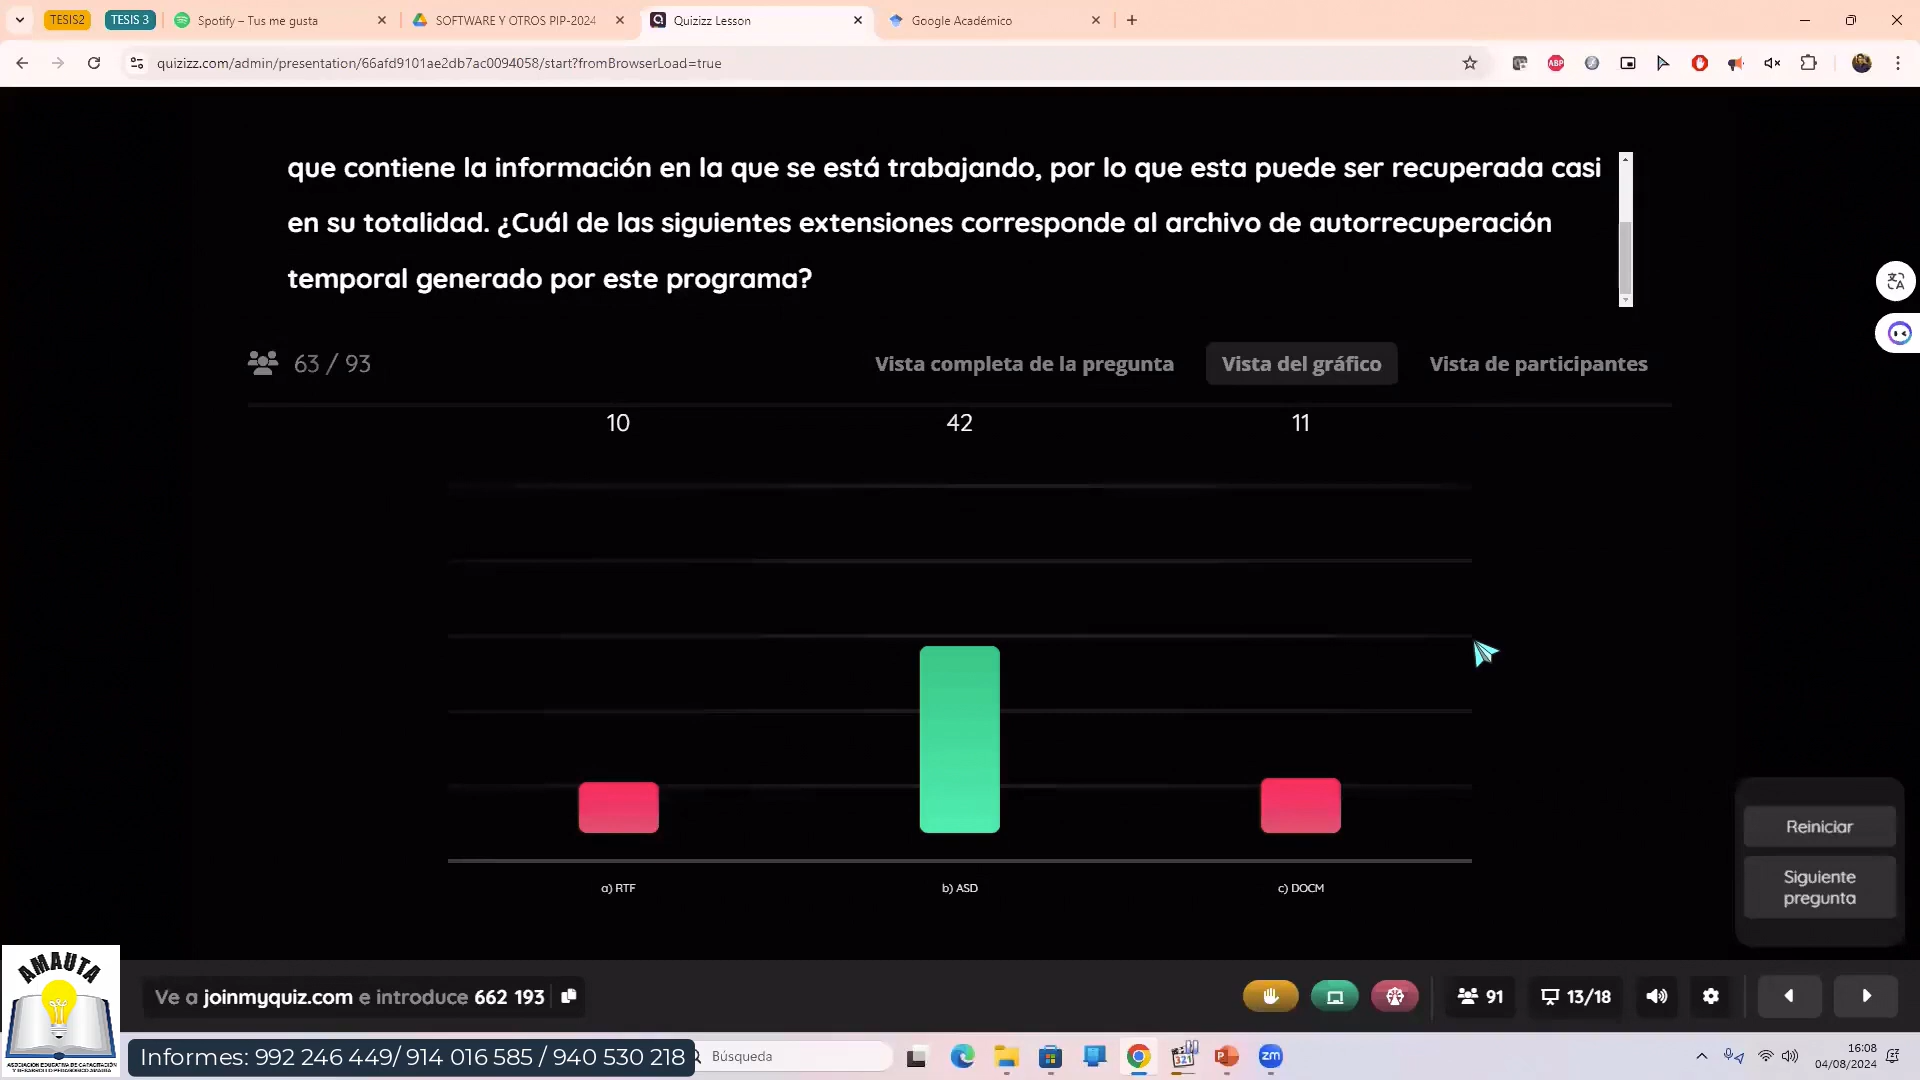 TESIS2
TESIS 3
Spotify – Tus me gusta
SOFTWARE Y OTROS PIP-2024
Quizizz Lesson
Google Académico
quizizz.com/admin/presentation/66afd9101ae2db7ac0094058/start?fromBrowserLoad=true
ABP
que contiene la información en la que se está trabajando, por lo que esta puede ser recuperada casi
en su totalidad. ¿Cuál de las siguientes extensiones corresponde al archivo de autorrecuperación
temporal generado por este programa?
63 / 93
Vista completa de la pregunta
Vista del gráfico
Vista de participantes
10
42
11
a) RTF
b) ASD
c) DOCM
Reiniciar
Siguiente
pregunta
AMAUTA
Ve a joinmyquiz.com e introduce 662 193
91
13/18
Informes: 992 246 449/ 914 016 585 / 940 530 218
Búsqueda
321
zm
16:08
04/08/2024